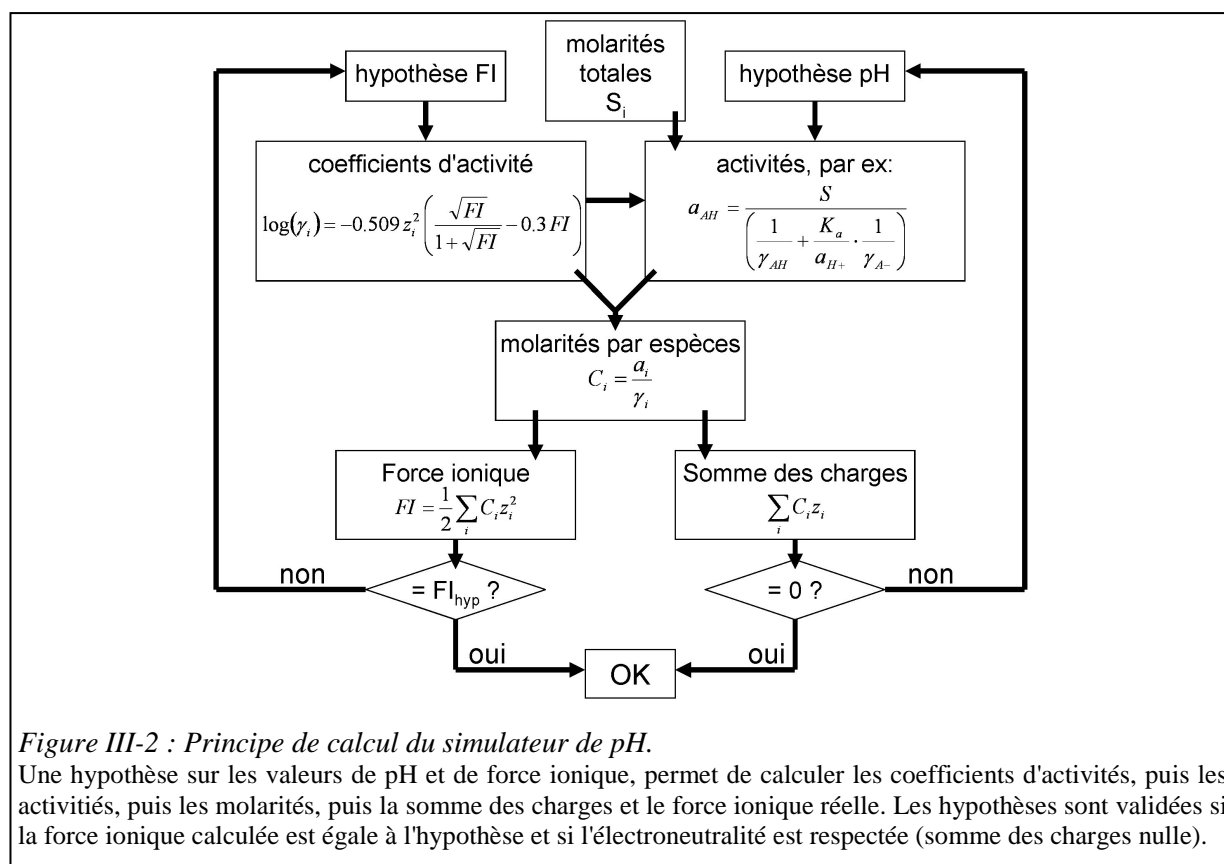 molarités
totales
S_i
hypothèse FI
hypothèse pH
coefficients d'activité
log(γ_i) = −0.509 z_i^2 ( √FI / (1 + √FI) − 0.3 FI )
activités, par ex:
a_AH = S / ( 1/γ_AH + K_a/a_H+ · 1/γ_A- )
molarités par espèces
C_i = a_i / γ_i
Force ionique
FI = 1/2 ∑_i C_i z_i^2
Somme des charges
∑_i C_i z_i
non
= FI_hyp ?
= 0 ?
non
oui
OK
oui
Figure III-2 : Principe de calcul du simulateur de pH.
Une hypothèse sur les valeurs de pH et de force ionique, permet de calculer les coefficients d'activités, puis les
activitiés, puis les molarités, puis la somme des charges et le force ionique réelle. Les hypothèses sont validées si
la force ionique calculée est égale à l'hypothèse et si l'électroneutralité est respectée (somme des charges nulle).